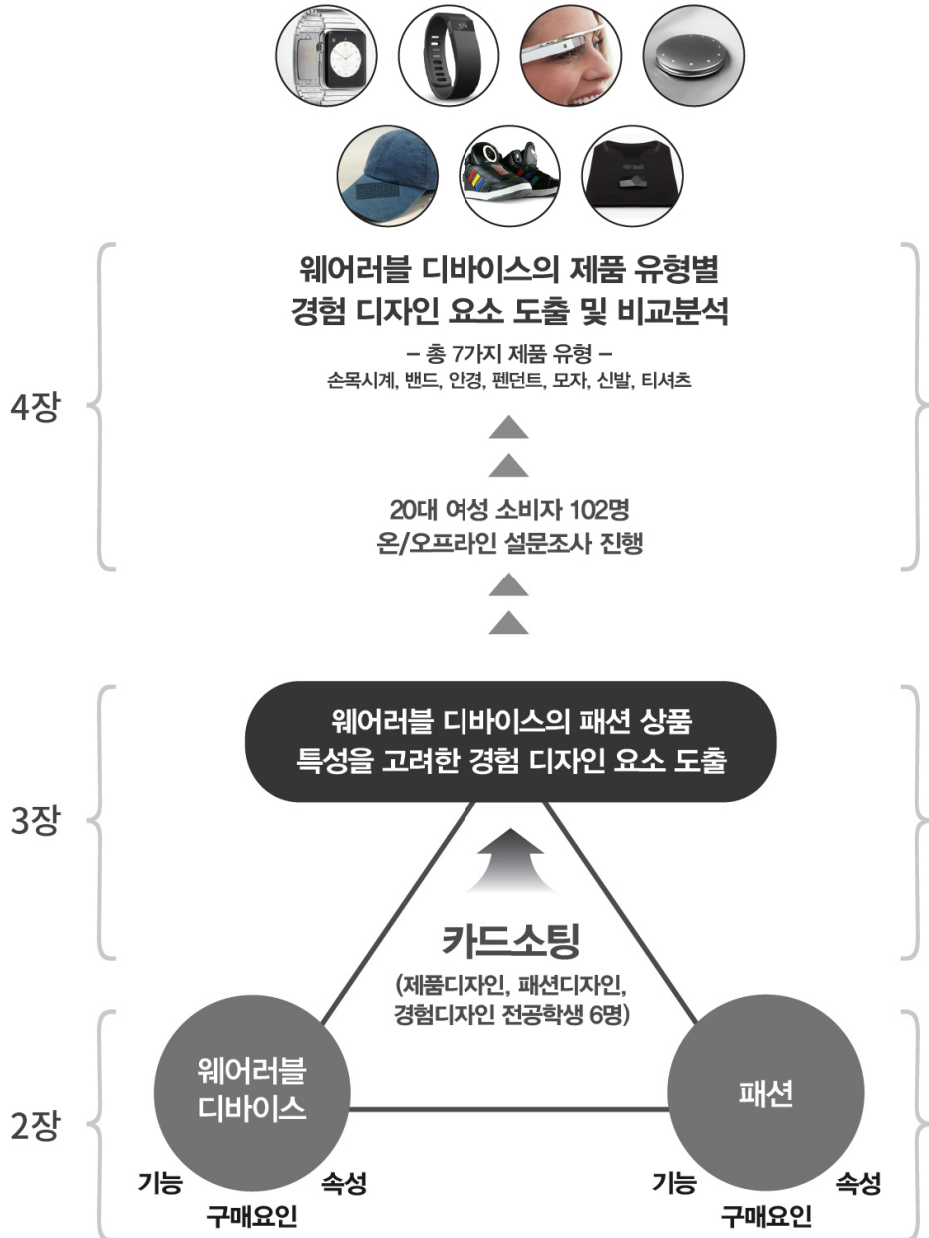 웨어러블 디바이스의 제품 유형별
경험 디자인 요소 도출 및 비교분석
– 총 7가지 제품 유형 –
손목시계, 밴드, 안경, 펜던트, 모자, 신발, 티셔츠
4장
20대 여성 소비자 102명
온/오프라인 설문조사 진행
웨어러블 디바이스의 패션 상품
특성을 고려한 경험 디자인 요소 도출
3장
카드소팅
(제품디자인, 패션디자인,
경험디자인 전공학생 6명)
웨어러블
디바이스
패션
2장
기능
속성
구매요인
기능
속성
구매요인